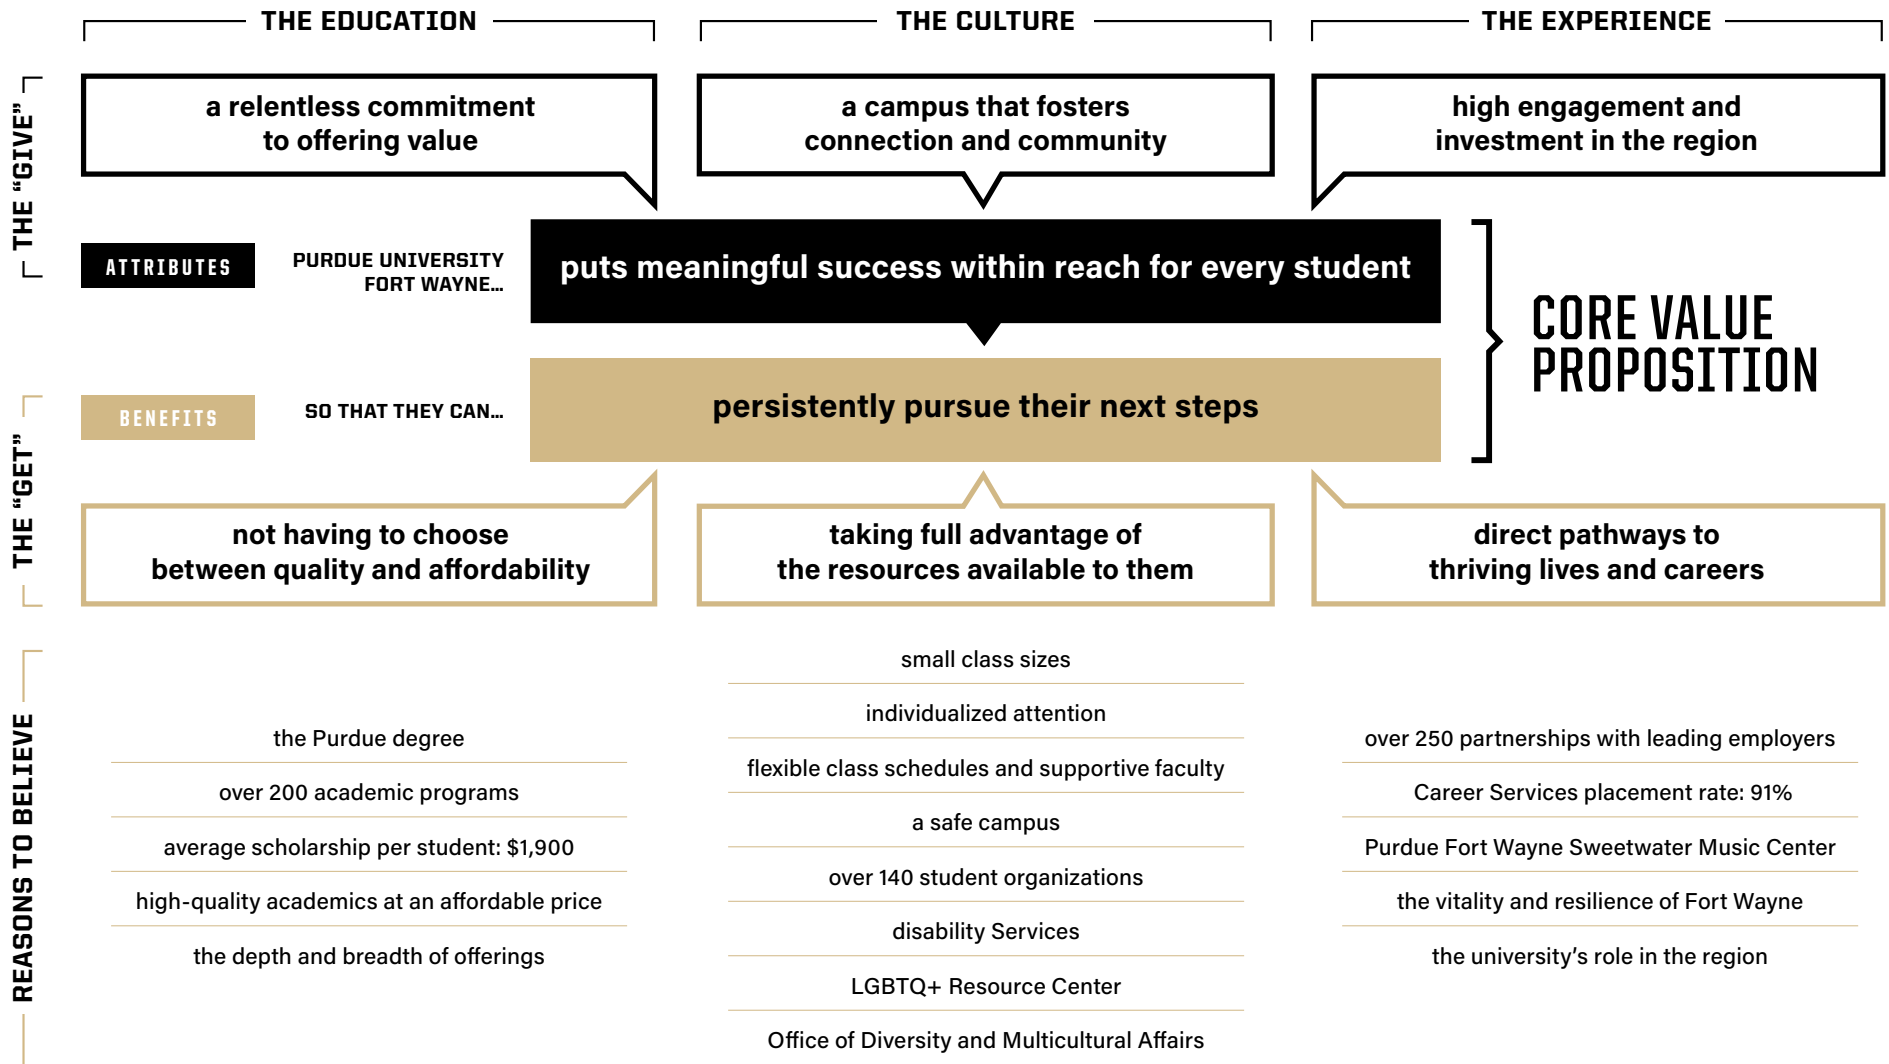 THE EDUCATION
THE CULTURE
THE EXPERIENCE
THE “GIVE”
a relentless commitment
to offering value
a campus that fosters
connection and community
high engagement and
investment in the region
ATTRIBUTES
PURDUE UNIVERSITY
FORT WAYNE...
puts meaningful success within reach for every student
CORE VALUE
PROPOSITION
THE “GET”
BENEFITS
SO THAT THEY CAN...
persistently pursue their next steps
not having to choose
between quality and affordability
taking full advantage of
the resources available to them
direct pathways to
thriving lives and careers
REASONS TO BELIEVE
the Purdue degree
over 200 academic programs
average scholarship per student: $1,900
high-quality academics at an affordable price
the depth and breadth of offerings
small class sizes
individualized attention
flexible class schedules and supportive faculty
a safe campus
over 140 student organizations
disability Services
LGBTQ+ Resource Center
Office of Diversity and Multicultural Affairs
over 250 partnerships with leading employers
Career Services placement rate: 91%
Purdue Fort Wayne Sweetwater Music Center
the vitality and resilience of Fort Wayne
the university’s role in the region